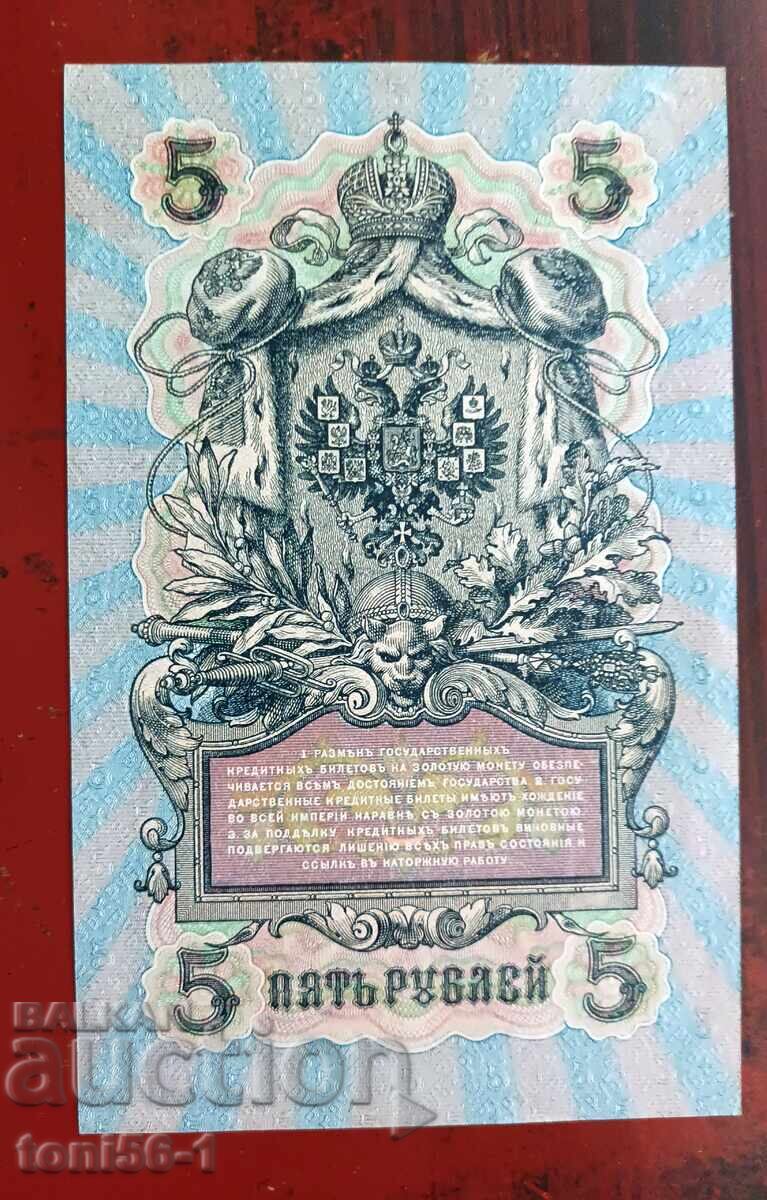 5 5
1. РАЗМѢНЪ ГОСУДАРСТВЕННЫХЪ
КРЕДИТНЫХЪ БИЛЕТОВЪ НА ЗОЛОТУЮ МОНЕТУ ОБЕЗПЕ-
ЧИВАЕТСЯ ВСѢМЪ ДОСТОЯНІЕМЪ ГОСУДАРСТВА 2. ГОСУ-
ДАРСТВЕННЫЕ КРЕДИТНЫЕ БИЛЕТЫ ИМѢЮТЪ ХОЖДЕНІЕ
ВО ВСЕЙ ИМПЕРІИ НАРАВНѢ СЪ ЗОЛОТОЮ МОНЕТОЮ
3. ЗА ПОДДѢЛКУ КРЕДИТНЫХЪ БИЛЕТОВЪ ВИНОВНЫЕ
ПОДВЕРГАЮТСЯ ЛИШЕНІЮ ВСѢХЪ ПРАВЪ СОСТОЯНІЯ И
ССЫЛКѢ ВЪ КАТОРЖНУЮ РАБОТУ
5 ПЯТЬ РУБЛЕЙ 5
BALKAN
auction
toni56-1